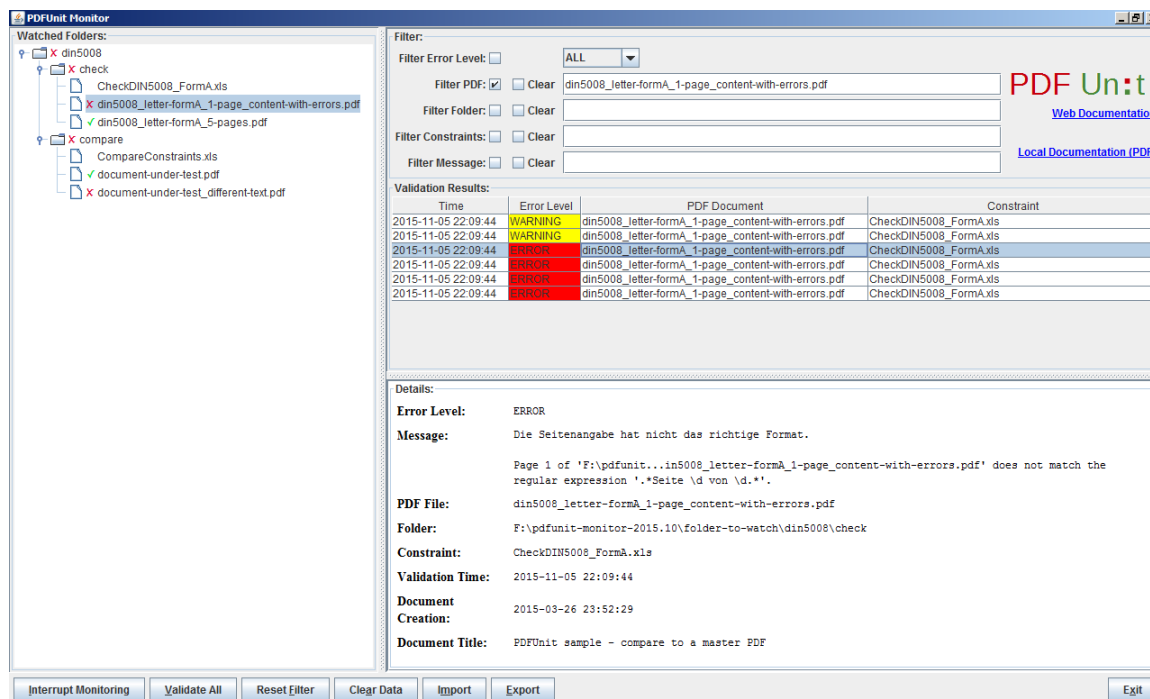 PDFUnit Monitor
Watched Folders:
din5008
check
CheckDIN5008_FormA.xls
din5008_letter-formA_1-page_content-with-errors.pdf
din5008_letter-formA_5-pages.pdf
compare
CompareConstraints.xls
document-under-test.pdf
document-under-test_different-text.pdf
Filter:
Filter Error Level: ALL
Filter PDF: Clear din5008_letter-formA_1-page_content-with-errors.pdf
Filter Folder: Clear
Filter Constraints: Clear
Filter Message: Clear
PDF Un:t
Web Documentatio
Local Documentation (PDF
Validation Results:
Time Error Level PDF Document Constraint
2015-11-05 22:09:44 WARNING din5008_letter-formA_1-page_content-with-errors.pdf CheckDIN5008_FormA.xls
2015-11-05 22:09:44 WARNING din5008_letter-formA_1-page_content-with-errors.pdf CheckDIN5008_FormA.xls
2015-11-05 22:09:44 ERROR din5008_letter-formA_1-page_content-with-errors.pdf CheckDIN5008_FormA.xls
2015-11-05 22:09:44 ERROR din5008_letter-formA_1-page_content-with-errors.pdf CheckDIN5008_FormA.xls
2015-11-05 22:09:44 ERROR din5008_letter-formA_1-page_content-with-errors.pdf CheckDIN5008_FormA.xls
2015-11-05 22:09:44 ERROR din5008_letter-formA_1-page_content-with-errors.pdf CheckDIN5008_FormA.xls
Details:
Error Level: ERROR
Message: Die Seitenangabe hat nicht das richtige Format.
Page 1 of 'F:\pdfunit...in5008_letter-formA_1-page_content-with-errors.pdf' does not match the
regular expression '.*Seite \d von \d.*'.
PDF File: din5008_letter-formA_1-page_content-with-errors.pdf
Folder: F:\pdfunit-monitor-2015.10\folder-to-watch\din5008\check
Constraint: CheckDIN5008_FormA.xls
Validation Time: 2015-11-05 22:09:44
Document
Creation: 2015-03-26 23:52:29
Document Title: PDFUnit sample - compare to a master PDF
Interrupt Monitoring Validate All Reset Filter Clear Data Import Export Exit